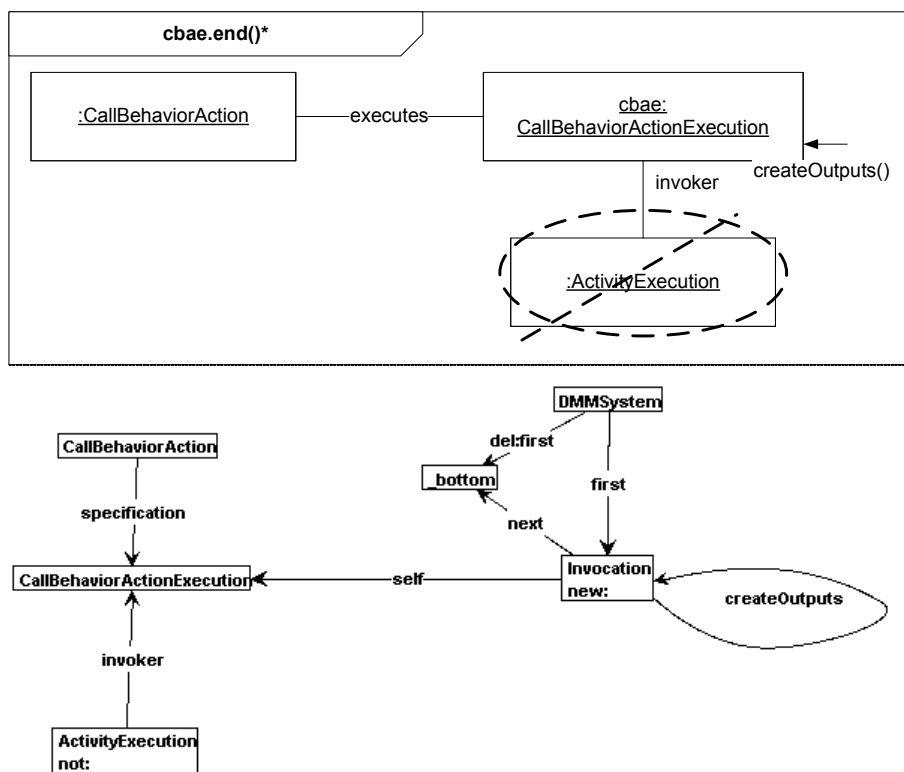 cbae.end()*
:CallBehaviorAction
executes
cbae:
CallBehaviorActionExecution
createOutputs()
invoker
:ActivityExecution
DMMSystem
CallBehaviorAction
del:first
_bottom
first
specification
next
CallBehaviorActionExecution
self
Invocation
new:
createOutputs
invoker
ActivityExecution
not: